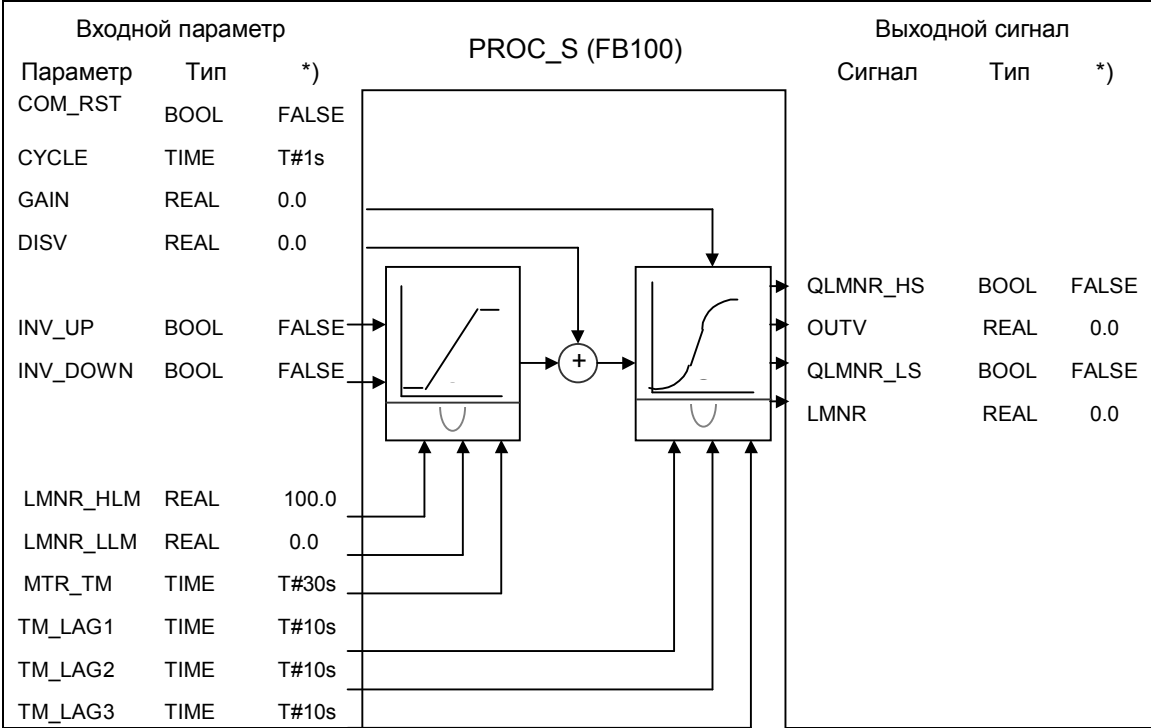 Входной параметр
PROC_S (FB100)
Выходной сигнал
Параметр Тип *)
Сигнал Тип *)
COM_RST BOOL FALSE
CYCLE TIME T#1s
GAIN REAL 0.0
DISV REAL 0.0
QLMNR_HS BOOL FALSE
INV_UP BOOL FALSE
OUTV REAL 0.0
+
INV_DOWN BOOL FALSE
QLMNR_LS BOOL FALSE
LMNR REAL 0.0
LMNR_HLM REAL 100.0
LMNR_LLM REAL 0.0
MTR_TM TIME T#30s
TM_LAG1 TIME T#10s
TM_LAG2 TIME T#10s
TM_LAG3 TIME T#10s